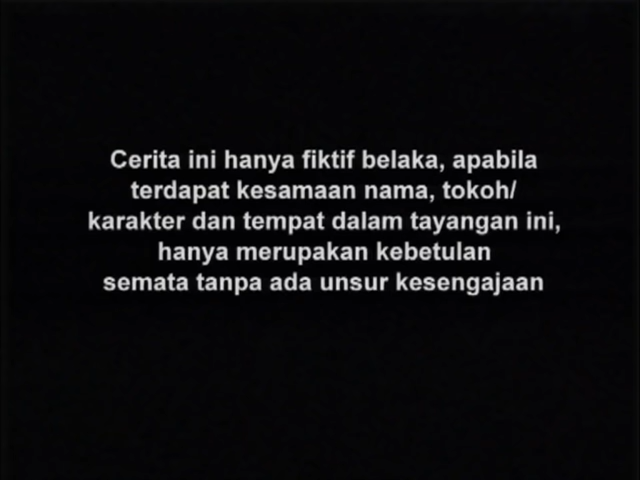 Cerita ini hanya fiktif belaka, apabila
terdapat kesamaan nama, tokoh/
karakter dan tempat dalam tayangan ini,
hanya merupakan kebetulan
semata tanpa ada unsur kesengajaan